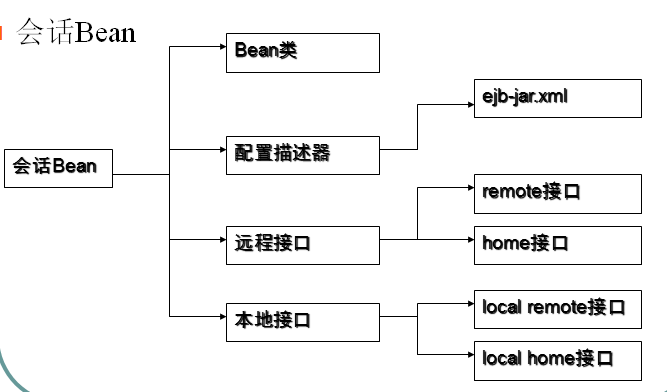 会话Bean
Bean类
ejb-jar.xml
配置描述器
会话Bean
remote接口
远程接口
home接口
local remote接口
本地接口
local home接口